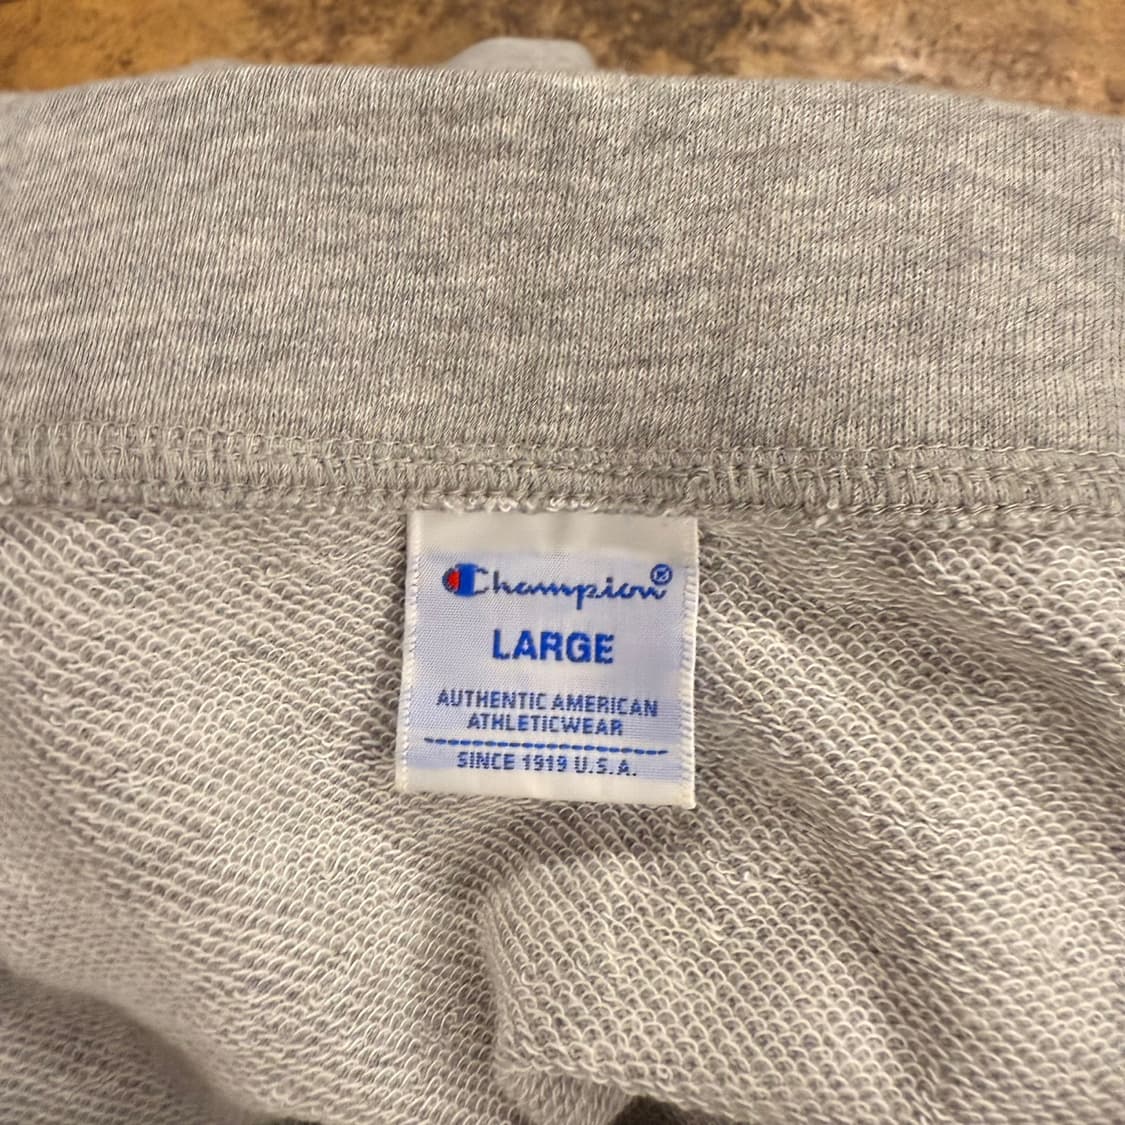 Champion®
LARGE
AUTHENTIC AMERICAN
ATHLETICWEAR
SINCE 1919 U.S.A.